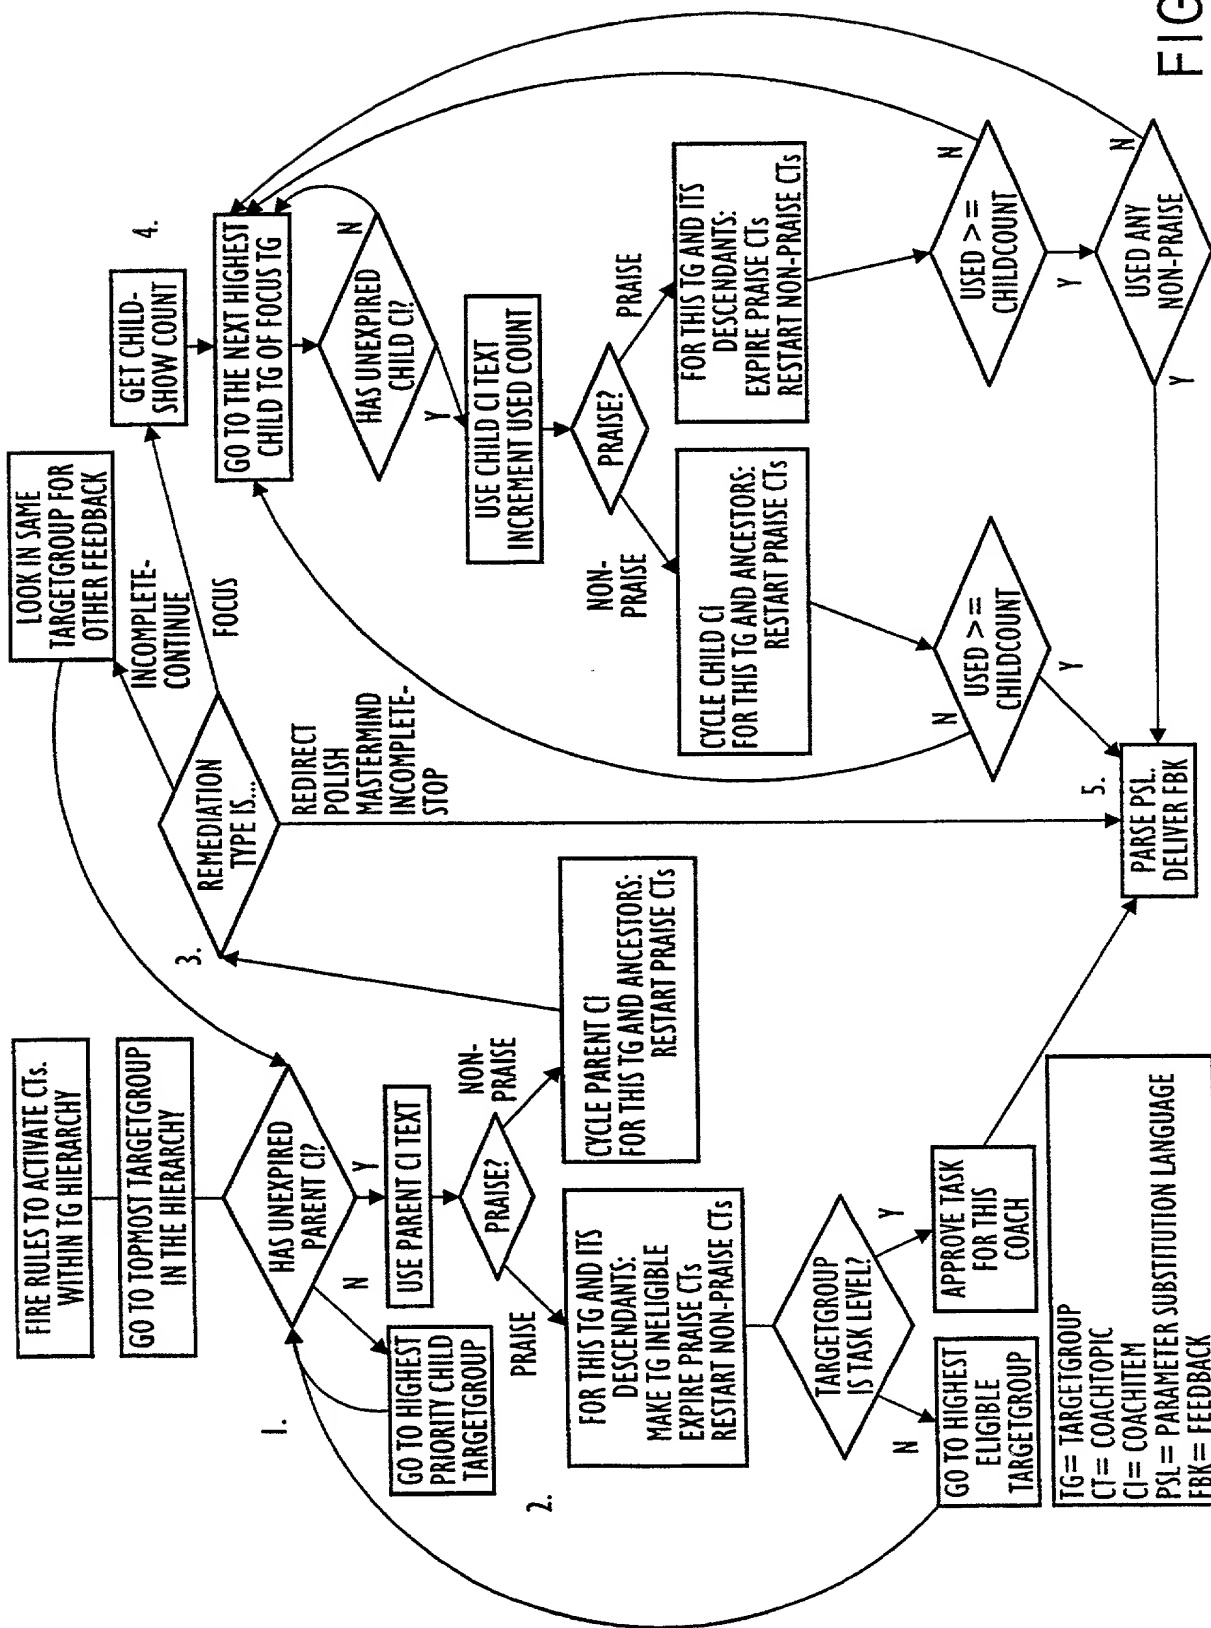 FIRE RULES TO ACTIVATE CTs.
WITHIN TG HIERARCHY
GO TO TOPMOST TARGETGROUP
IN THE HIERARCHY
1.
HAS UNEXPIRED
PARENT CI?
N
Y
GO TO HIGHEST
PRIORITY CHILD
TARGETGROUP
USE PARENT CI TEXT
2.
PRAISE?
PRAISE
NON-
PRAISE
FOR THIS TG AND ITS
DESCENDANTS:
MAKE TG INELIGIBLE
EXPIRE PRAISE CTs
RESTART NON-PRAISE CTs
CYCLE PARENT CI
FOR THIS TG AND ANCESTORS:
RESTART PRAISE CTs
TARGETGROUP
IS TASK LEVEL?
N
Y
GO TO HIGHEST
ELIGIBLE
TARGETGROUP
APPROVE TASK
FOR THIS
COACH
TG= TARGETGROUP
CT= COACHTOPIC
CI= COACHITEM
PSL= PARAMETER SUBSTITUTION LANGUAGE
FBK= FEEDBACK
3.
REMEDIATION
TYPE IS...
LOOK IN SAME
TARGETGROUP FOR
OTHER FEEDBACK
INCOMPLETE-
CONTINUE
FOCUS
REDIRECT
POLISH
MASTERMIND
INCOMPLETE-
STOP
4.
GET CHILD-
SHOW COUNT
GO TO THE NEXT HIGHEST
CHILD TG OF FOCUS TG
HAS UNEXPIRED
CHILD CI?
N
Y
USE CHILD CI TEXT
INCREMENT USED COUNT
PRAISE?
NON-
PRAISE
PRAISE
CYCLE CHILD CI
FOR THIS TG AND ANCESTORS:
RESTART PRAISE CTs
FOR THIS TG AND ITS
DESCENDANTS:
EXPIRE PRAISE CTs
RESTART NON-PRAISE CTs
USED >=
CHILDCOUNT
N
Y
USED >=
CHILDCOUNT
N
Y
USED ANY
NON-PRAISE
N
Y
5.
PARSE PSL.
DELIVER FBK
FIG